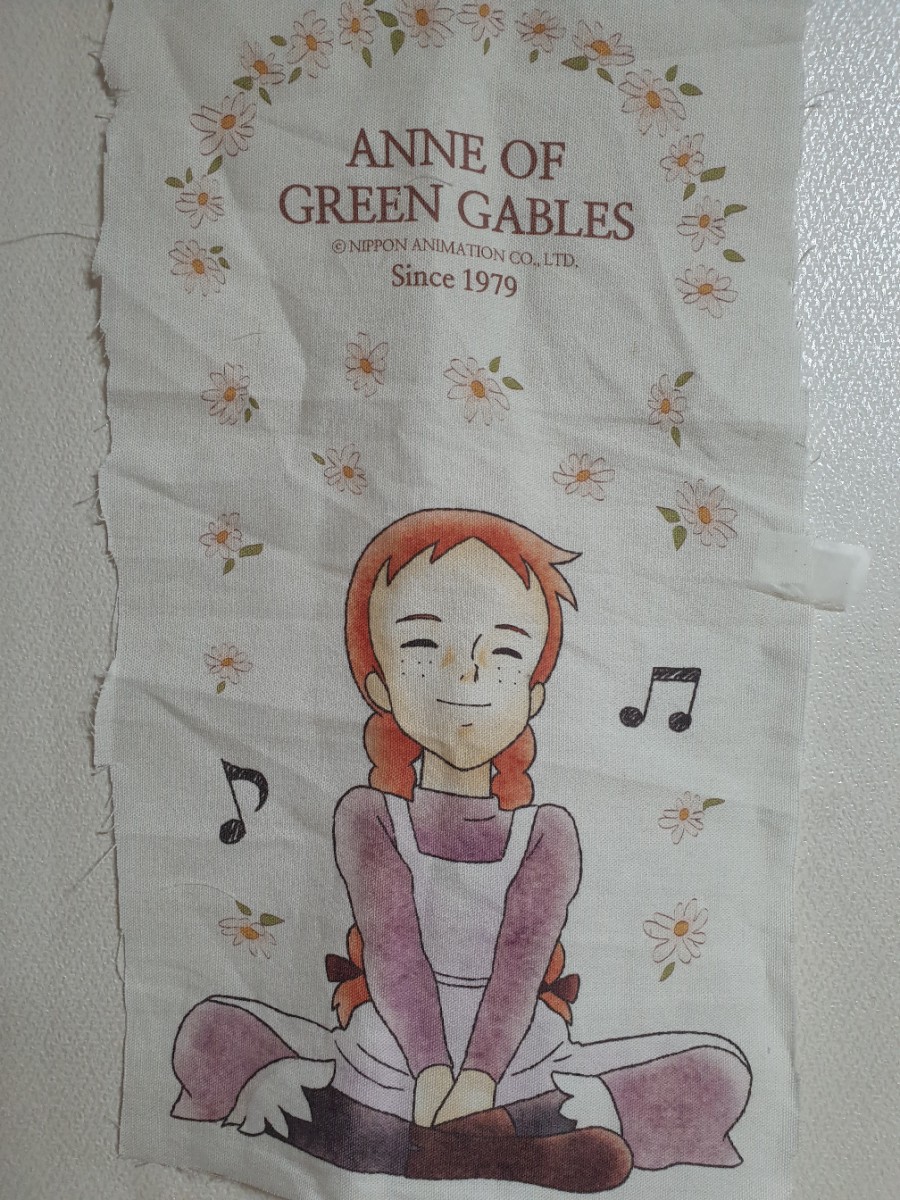 ANNE OF
GREEN GABLES
© NIPPON ANIMATION CO., LTD.
Since 1979